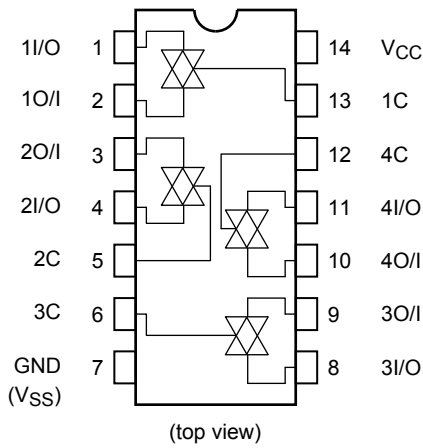 1I/O 1 14 VCC
1O/I 2 13 1C
2O/I 3 12 4C
2I/O 4 11 4I/O
2C 5 10 4O/I
3C 6 9 3O/I
GND 7 8 3I/O
(VSS)
(top view)